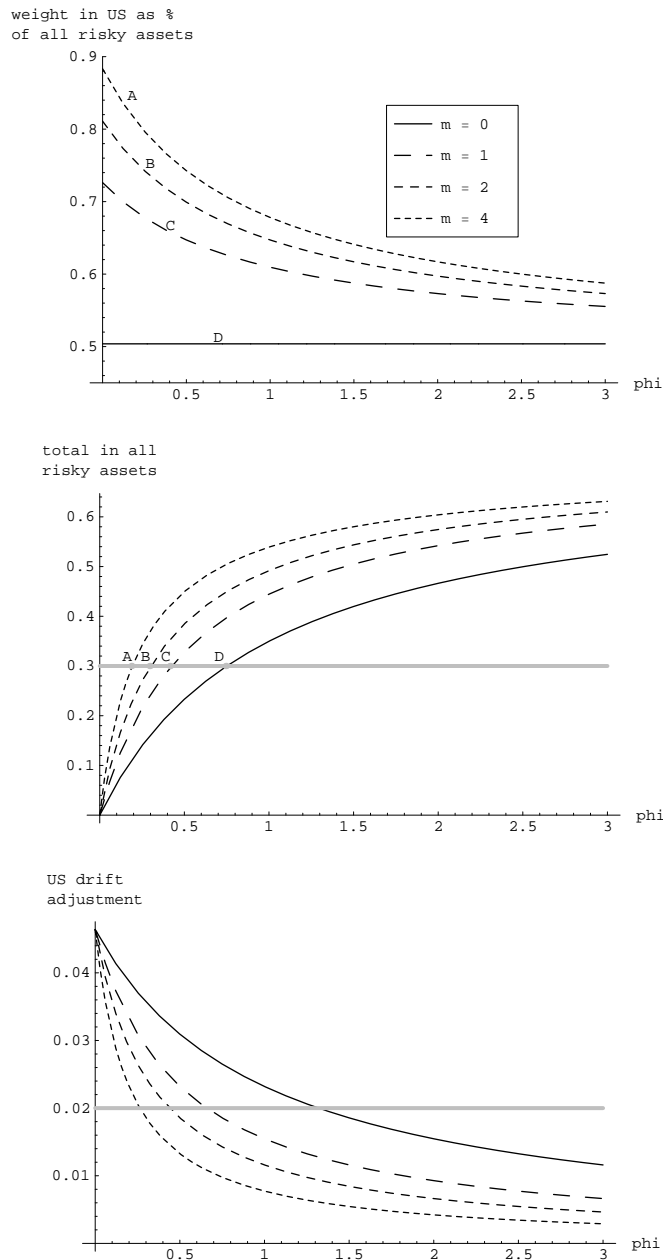 weight in US as %
of all risky assets
0.9
A
0.8
m = 0
m = 1
B
m = 2
0.7
C
m = 4
0.6
D
0.5
0.5 1 1.5 2 2.5 3 phi
total in all
risky assets
0.6
0.5
0.4
A B C D
0.3
0.2
0.1
0.5 1 1.5 2 2.5 3 phi
US drift
adjustment
0.04
0.03
0.02
0.01
0.5 1 1.5 2 2.5 3 phi